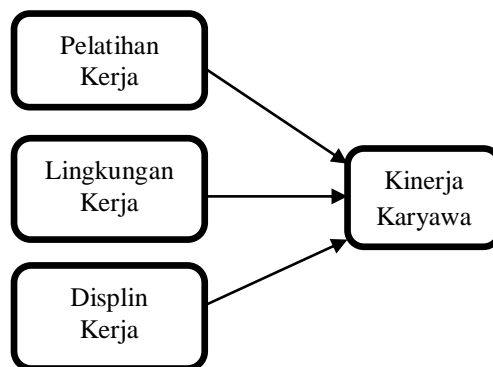 Pelatihan
Kerja
Lingkungan
Kerja
Kinerja
Karyawa
Displin
Kerja